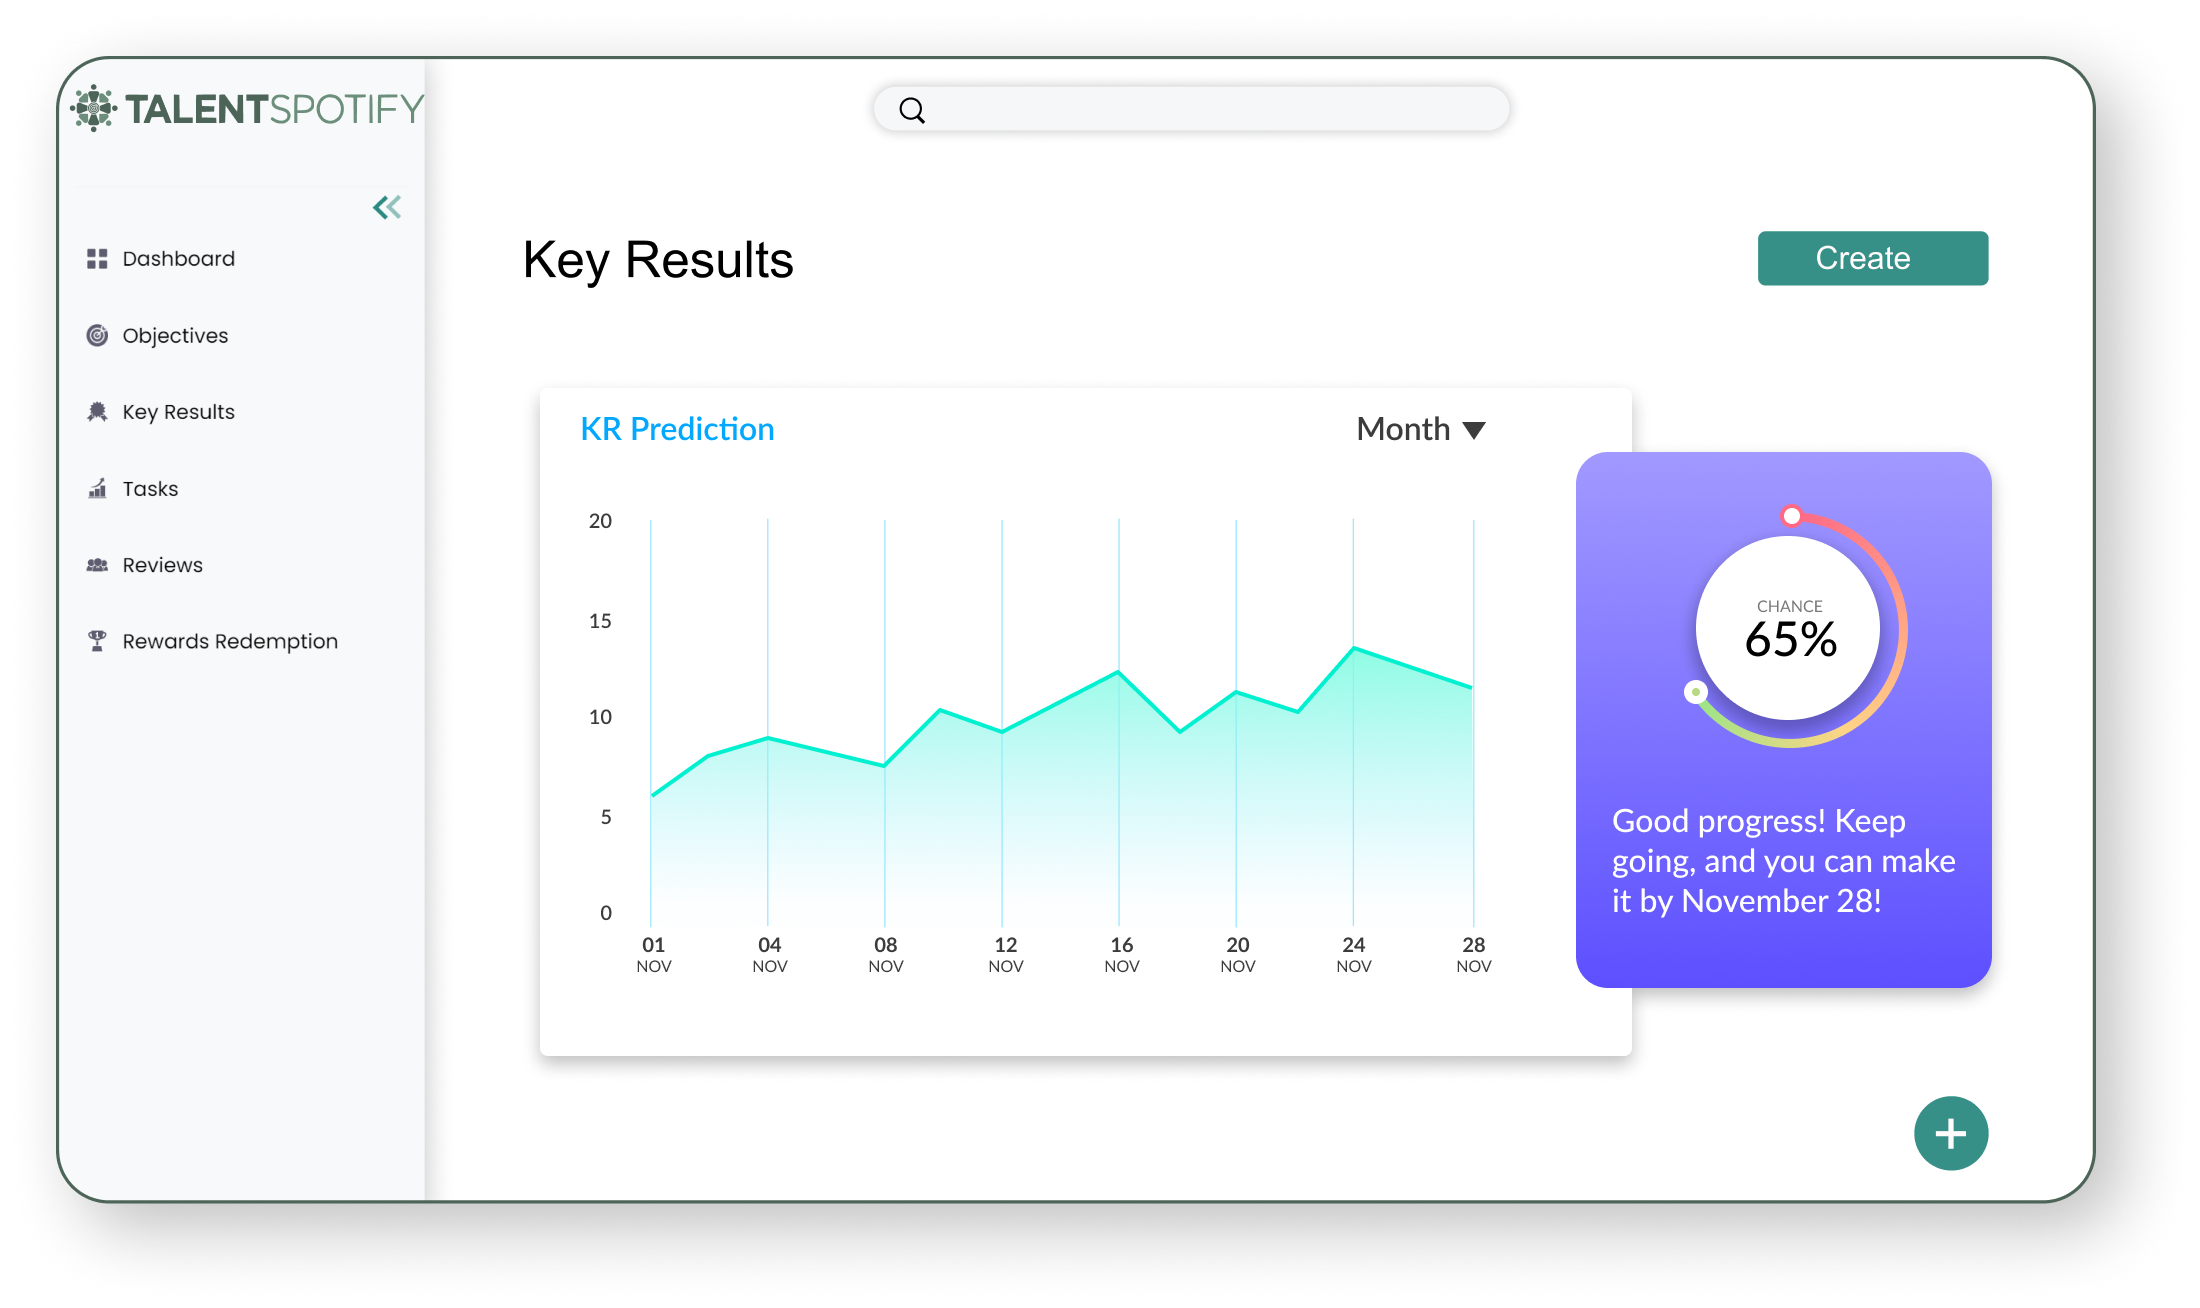 TALENTSPOTIFY
Dashboard
Objectives
Key Results
Tasks
Reviews
Rewards Redemption
Key Results
Create
KR Prediction
Month
20
15
10
5
0
01 04 08 12 16 20 24 28
NOV NOV NOV NOV NOV NOV NOV NOV
CHANCE
65%
Good progress! Keep
going, and you can make
it by November 28!